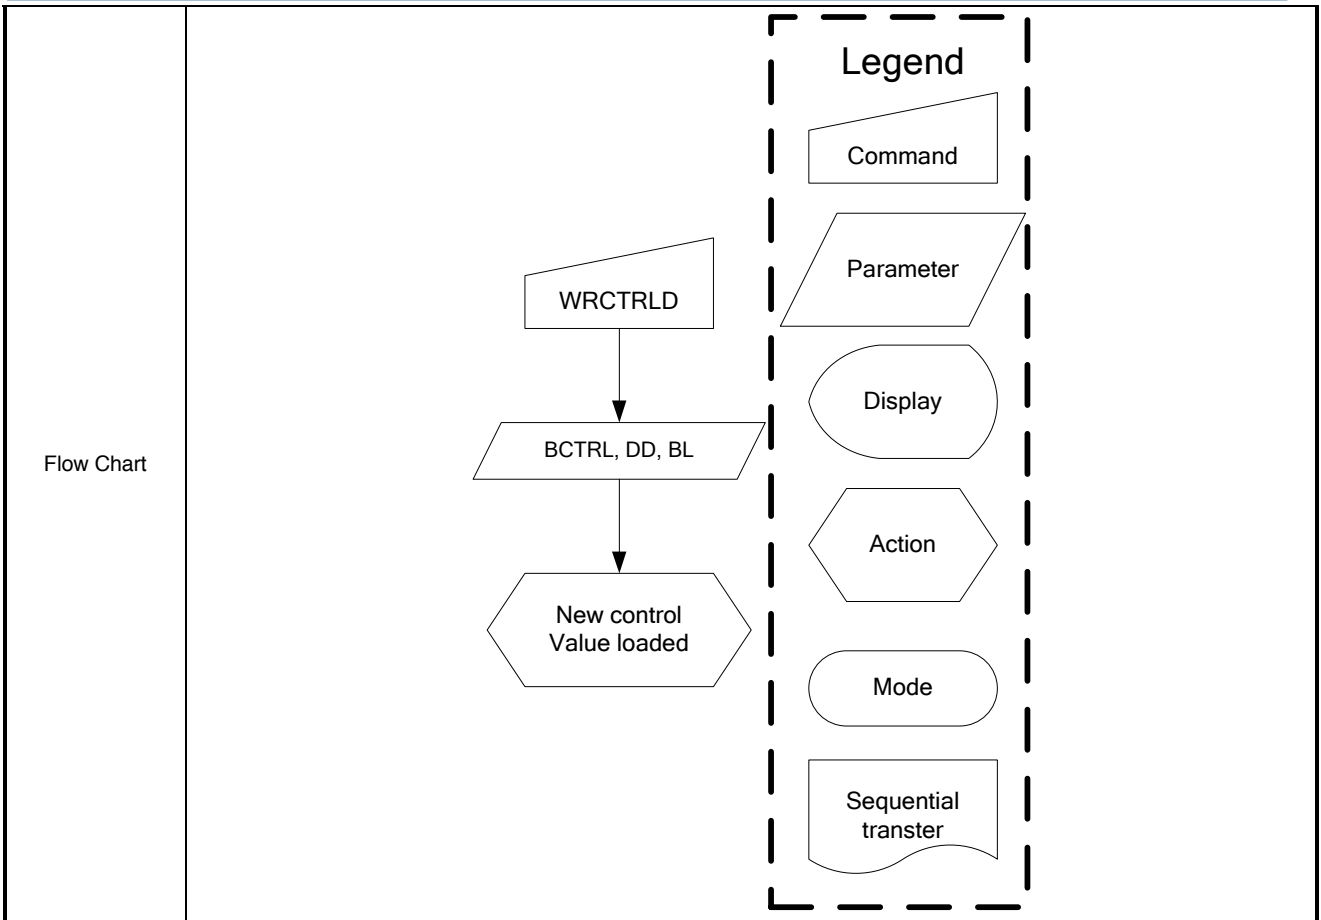 Flow Chart
WRCTRLD
BCTRL, DD, BL
New control
Value loaded
Legend
Command
Parameter
Display
Action
Mode
Sequential
transter